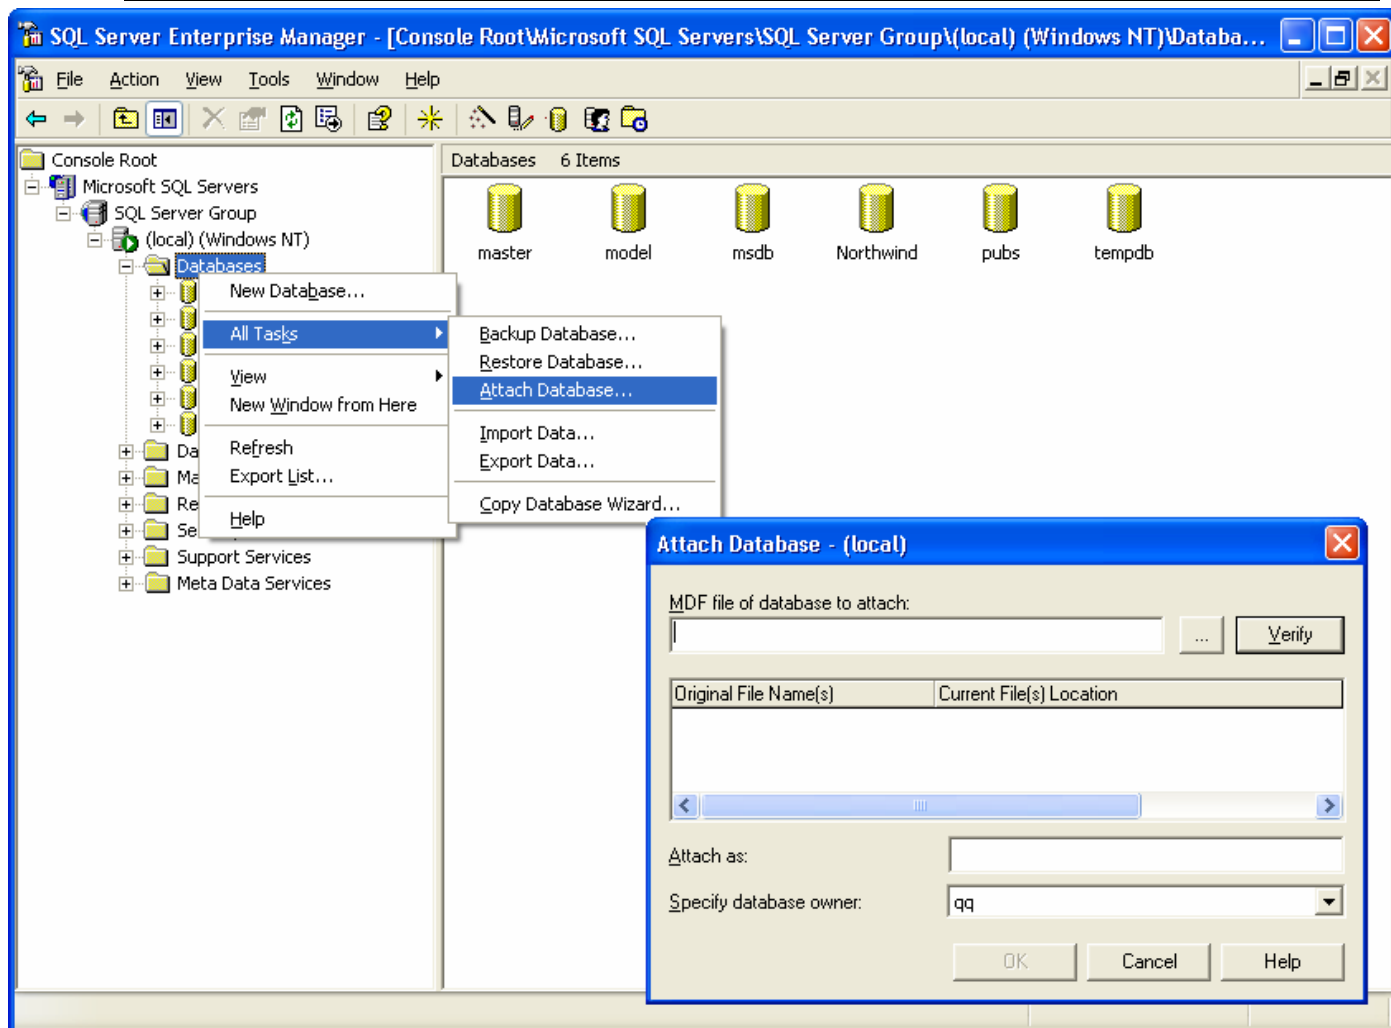 SQL Server Enterprise Manager - [Console Root\Microsoft SQL Servers\SQL Server Group\(local) (Windows NT)\Databa...
File Action View Tools Window Help
Console Root
Microsoft SQL Servers
SQL Server Group
(local) (Windows NT)
Databases
Da
Ma
Re
Se
Support Services
Meta Data Services
Databases 6 Items
master model msdb Northwind pubs tempdb
New Database...
All Tasks
View
New Window from Here
Refresh
Export List...
Help
Backup Database...
Restore Database...
Attach Database...
Import Data...
Export Data...
Copy Database Wizard...
Attach Database - (local)
MDF file of database to attach:
... Verify
Original File Name(s) Current File(s) Location
Attach as:
Specify database owner: qq
OK Cancel Help